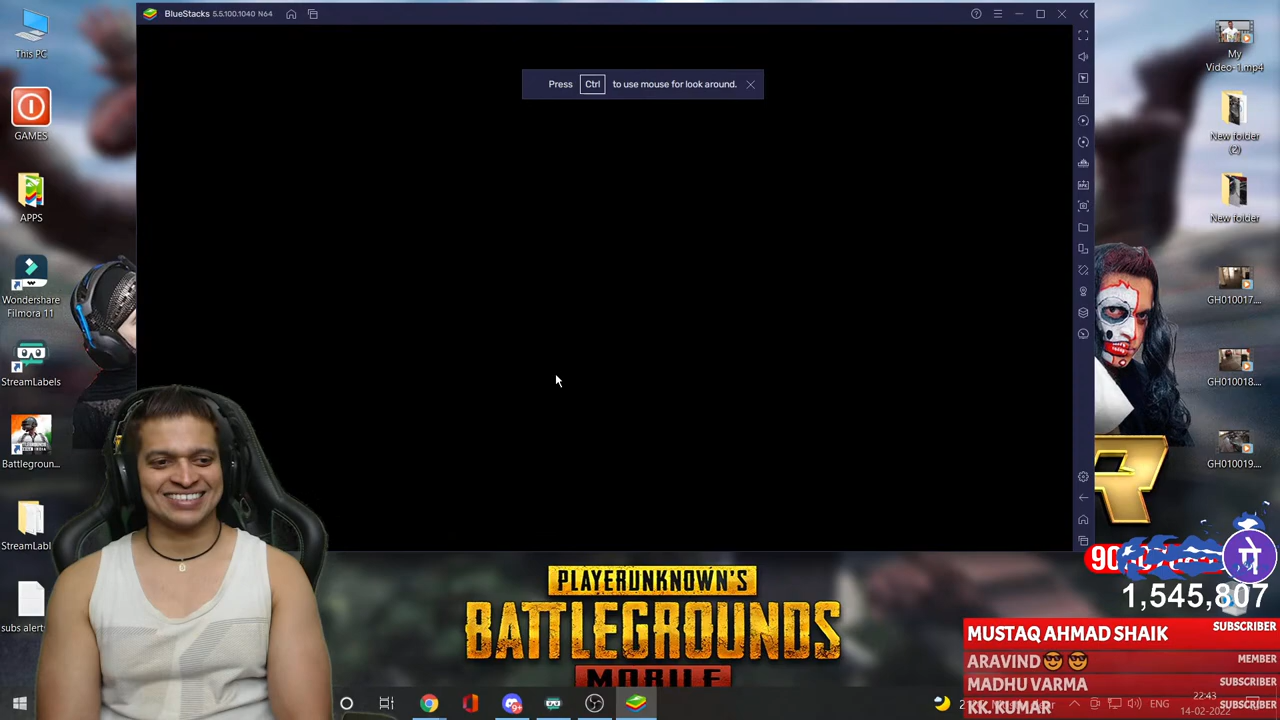 BlueStacks 5.5.100.1040 N64
Press Ctrl to use mouse for look around.
This PC
GAMES
APPS
Wondershare
Filmora 11
StreamLabels
Battlegroun...
StreamLabl
subs alert
My
Video-1.mp4
New folder
(2)
New folder
GH010017....
GH010018....
GH010019....
R
पे
1,545,807
MUSTAQ AHMAD SHAIK SUBSCRIBER
ARAVIND😎 😎 MEMBER
MADHU VARMA SUBSCRIBER
KK. KUMAR SUBSCRIBER
PLAYERUNKNOWN'S
BATTLEGROUNDS
MOBILE
ENG
22:43
14-02-2022